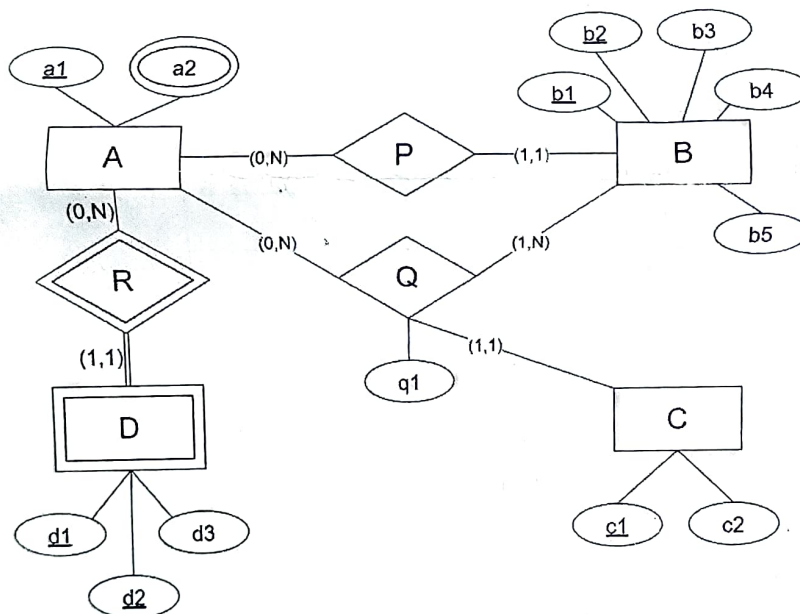 b2
b3
a1
a2
b1
b4
A
(0,N)
P
(1,1)
B
(0,N)
(0,N)
(1,N)
b5
R
Q
(1,1)
(1,1)
q1
D
C
d1
d3
c1
c2
d2